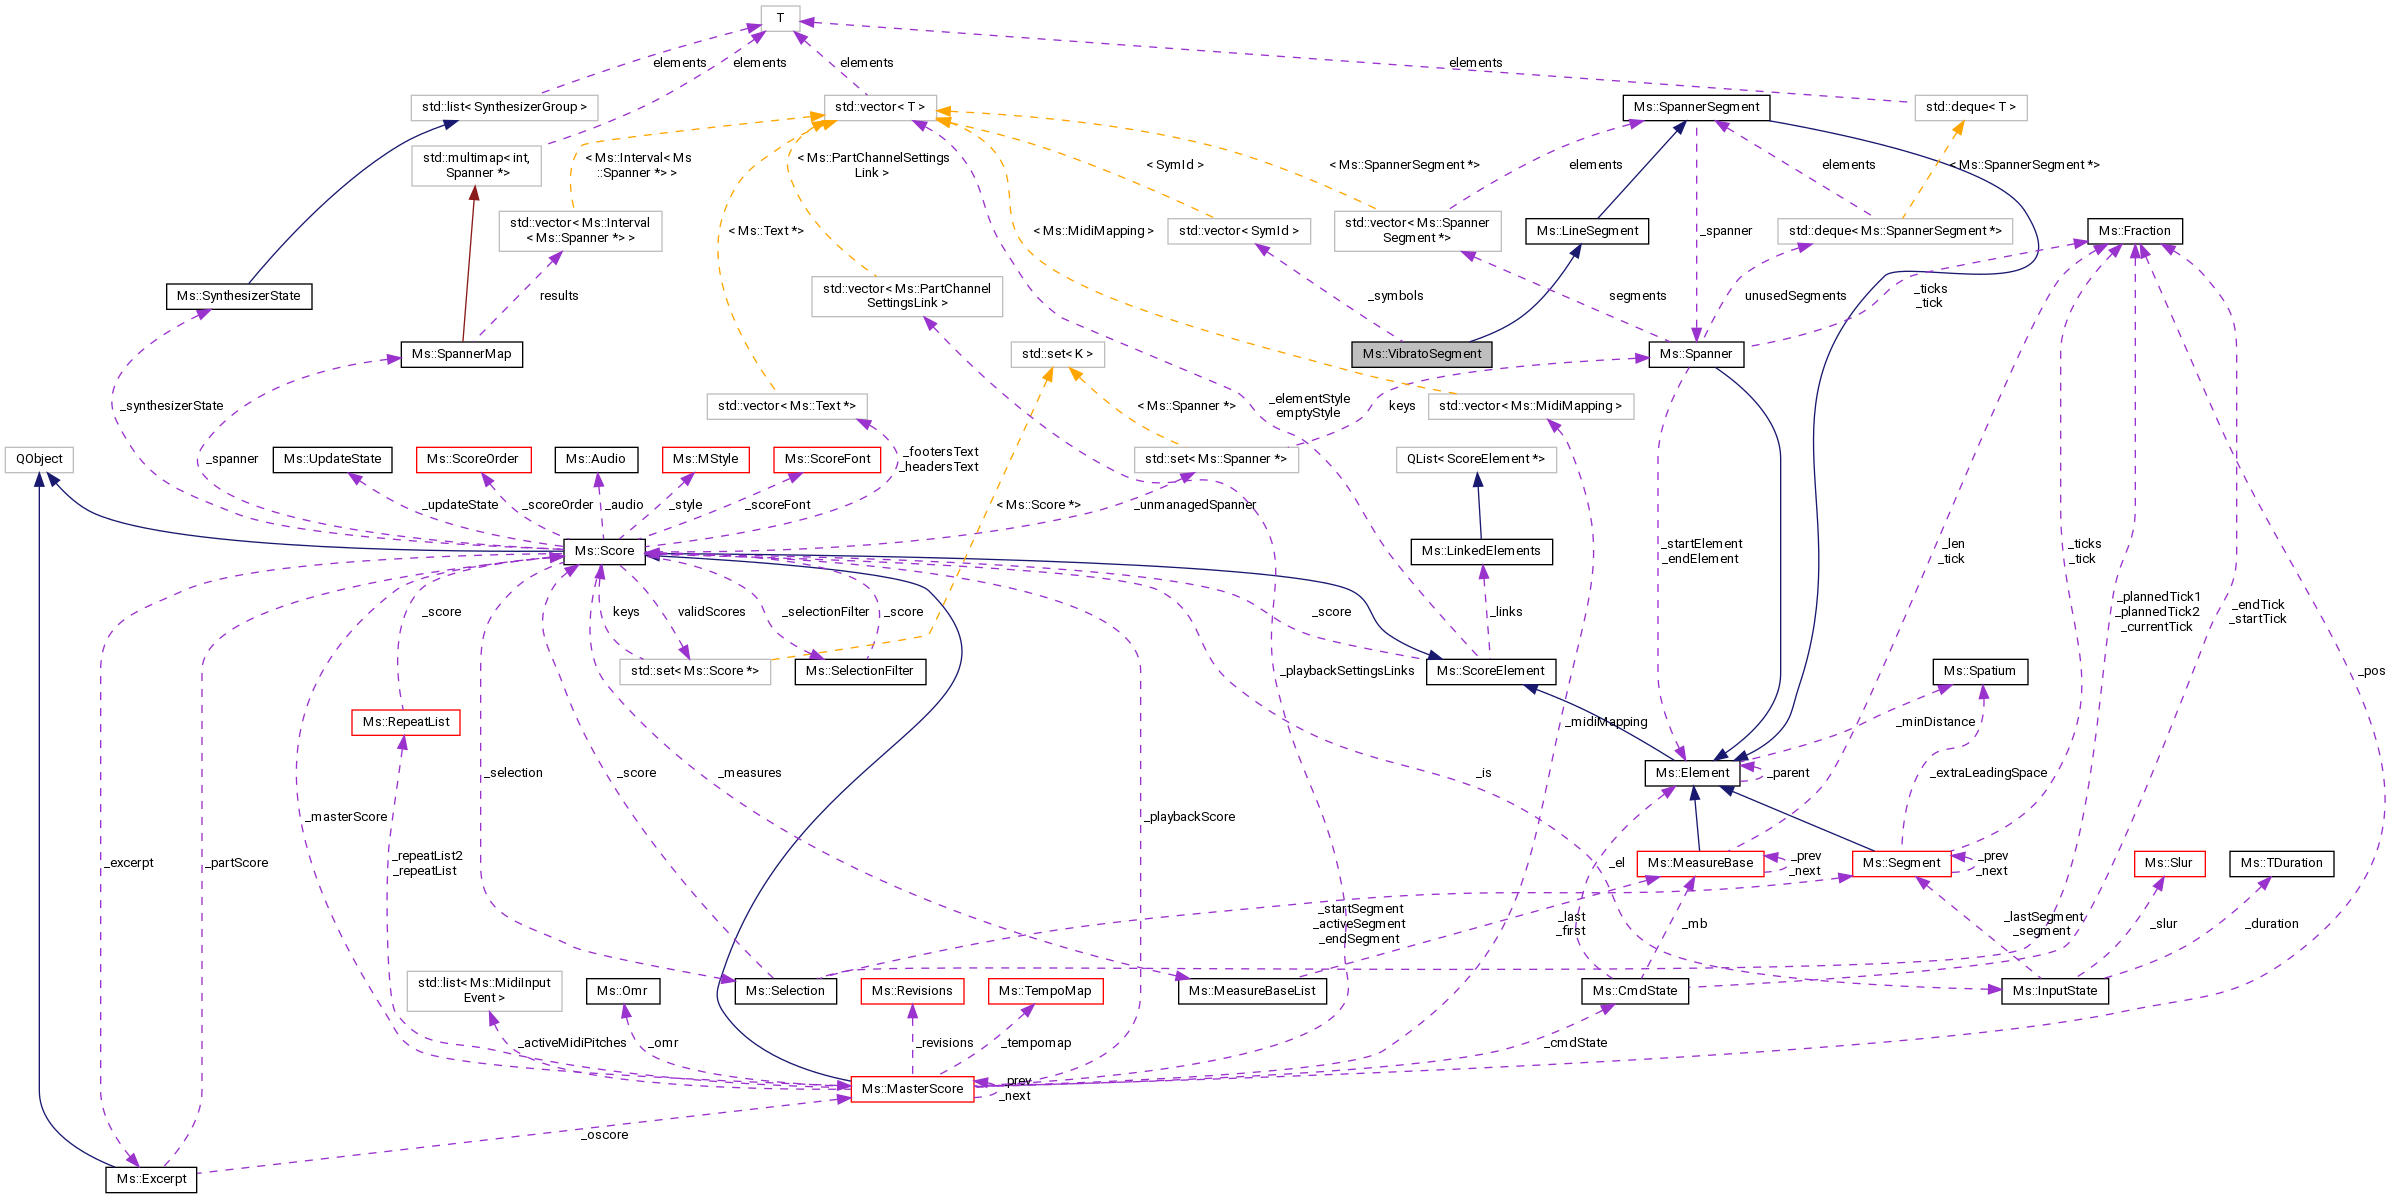 T
elements
elements
elements
elements
std::list< SynthesizerGroup >
std::vector< T >
Ms::SpannerSegment
std::deque< T >
std::multimap< int,
Spanner *>
< Ms::Interval< Ms
::Spanner *> >
< Ms::PartChannelSettings
Link >
< SymId >
< Ms::SpannerSegment *>
elements
elements
< Ms::SpannerSegment *>
std::vector< Ms::Interval
< Ms::Spanner *> >
< Ms::Text *>
< Ms::MidiMapping >
std::vector< SymId >
std::vector< Ms::Spanner
Segment *>
Ms::LineSegment
_spanner
std::deque< Ms::SpannerSegment *>
Ms::Fraction
Ms::SynthesizerState
results
std::vector< Ms::PartChannel
SettingsLink >
_symbols
segments
unusedSegments
_ticks
_tick
Ms::SpannerMap
std::set< K >
Ms::VibratoSegment
Ms::Spanner
_synthesizerState
std::vector< Ms::Text *>
< Ms::Spanner *>
_elementStyle
emptyStyle
keys
std::vector< Ms::MidiMapping >
QObject
_spanner
Ms::UpdateState
Ms::ScoreOrder
Ms::Audio
Ms::MStyle
Ms::ScoreFont
_footersText
_headersText
std::set< Ms::Spanner *>
QList< ScoreElement *>
_updateState
_scoreOrder
_audio
_style
_scoreFont
< Ms::Score *>
_unmanagedSpanner
Ms::Score
Ms::LinkedElements
_startElement
_endElement
_len
_tick
_ticks
_tick
_score
keys
validScores
_selectionFilter
_score
_score
_links
_plannedTick1
_plannedTick2
_currentTick
_endTick
_startTick
std::set< Ms::Score *>
Ms::SelectionFilter
_playbackSettingsLinks
Ms::ScoreElement
Ms::Spatium
_pos
Ms::RepeatList
_midiMapping
_minDistance
_selection
_score
_measures
_is
Ms::Element
_parent
_extraLeadingSpace
_masterScore
_playbackScore
_excerpt
_partScore
_repeatList2
_repeatList
_el
Ms::MeasureBase
_prev
_next
Ms::Segment
_prev
_next
Ms::Slur
Ms::TDuration
_startSegment
_activeSegment
_endSegment
_last
_first
_mb
_lastSegment
_segment
_slur
_duration
std::list< Ms::MidiInput
Event >
Ms::Omr
Ms::Selection
Ms::Revisions
Ms::TempoMap
Ms::MeasureBaseList
Ms::CmdState
Ms::InputState
_activeMidiPitches
_omr
_revisions
_tempomap
_cmdState
Ms::MasterScore
_prev
_next
_oscore
Ms::Excerpt